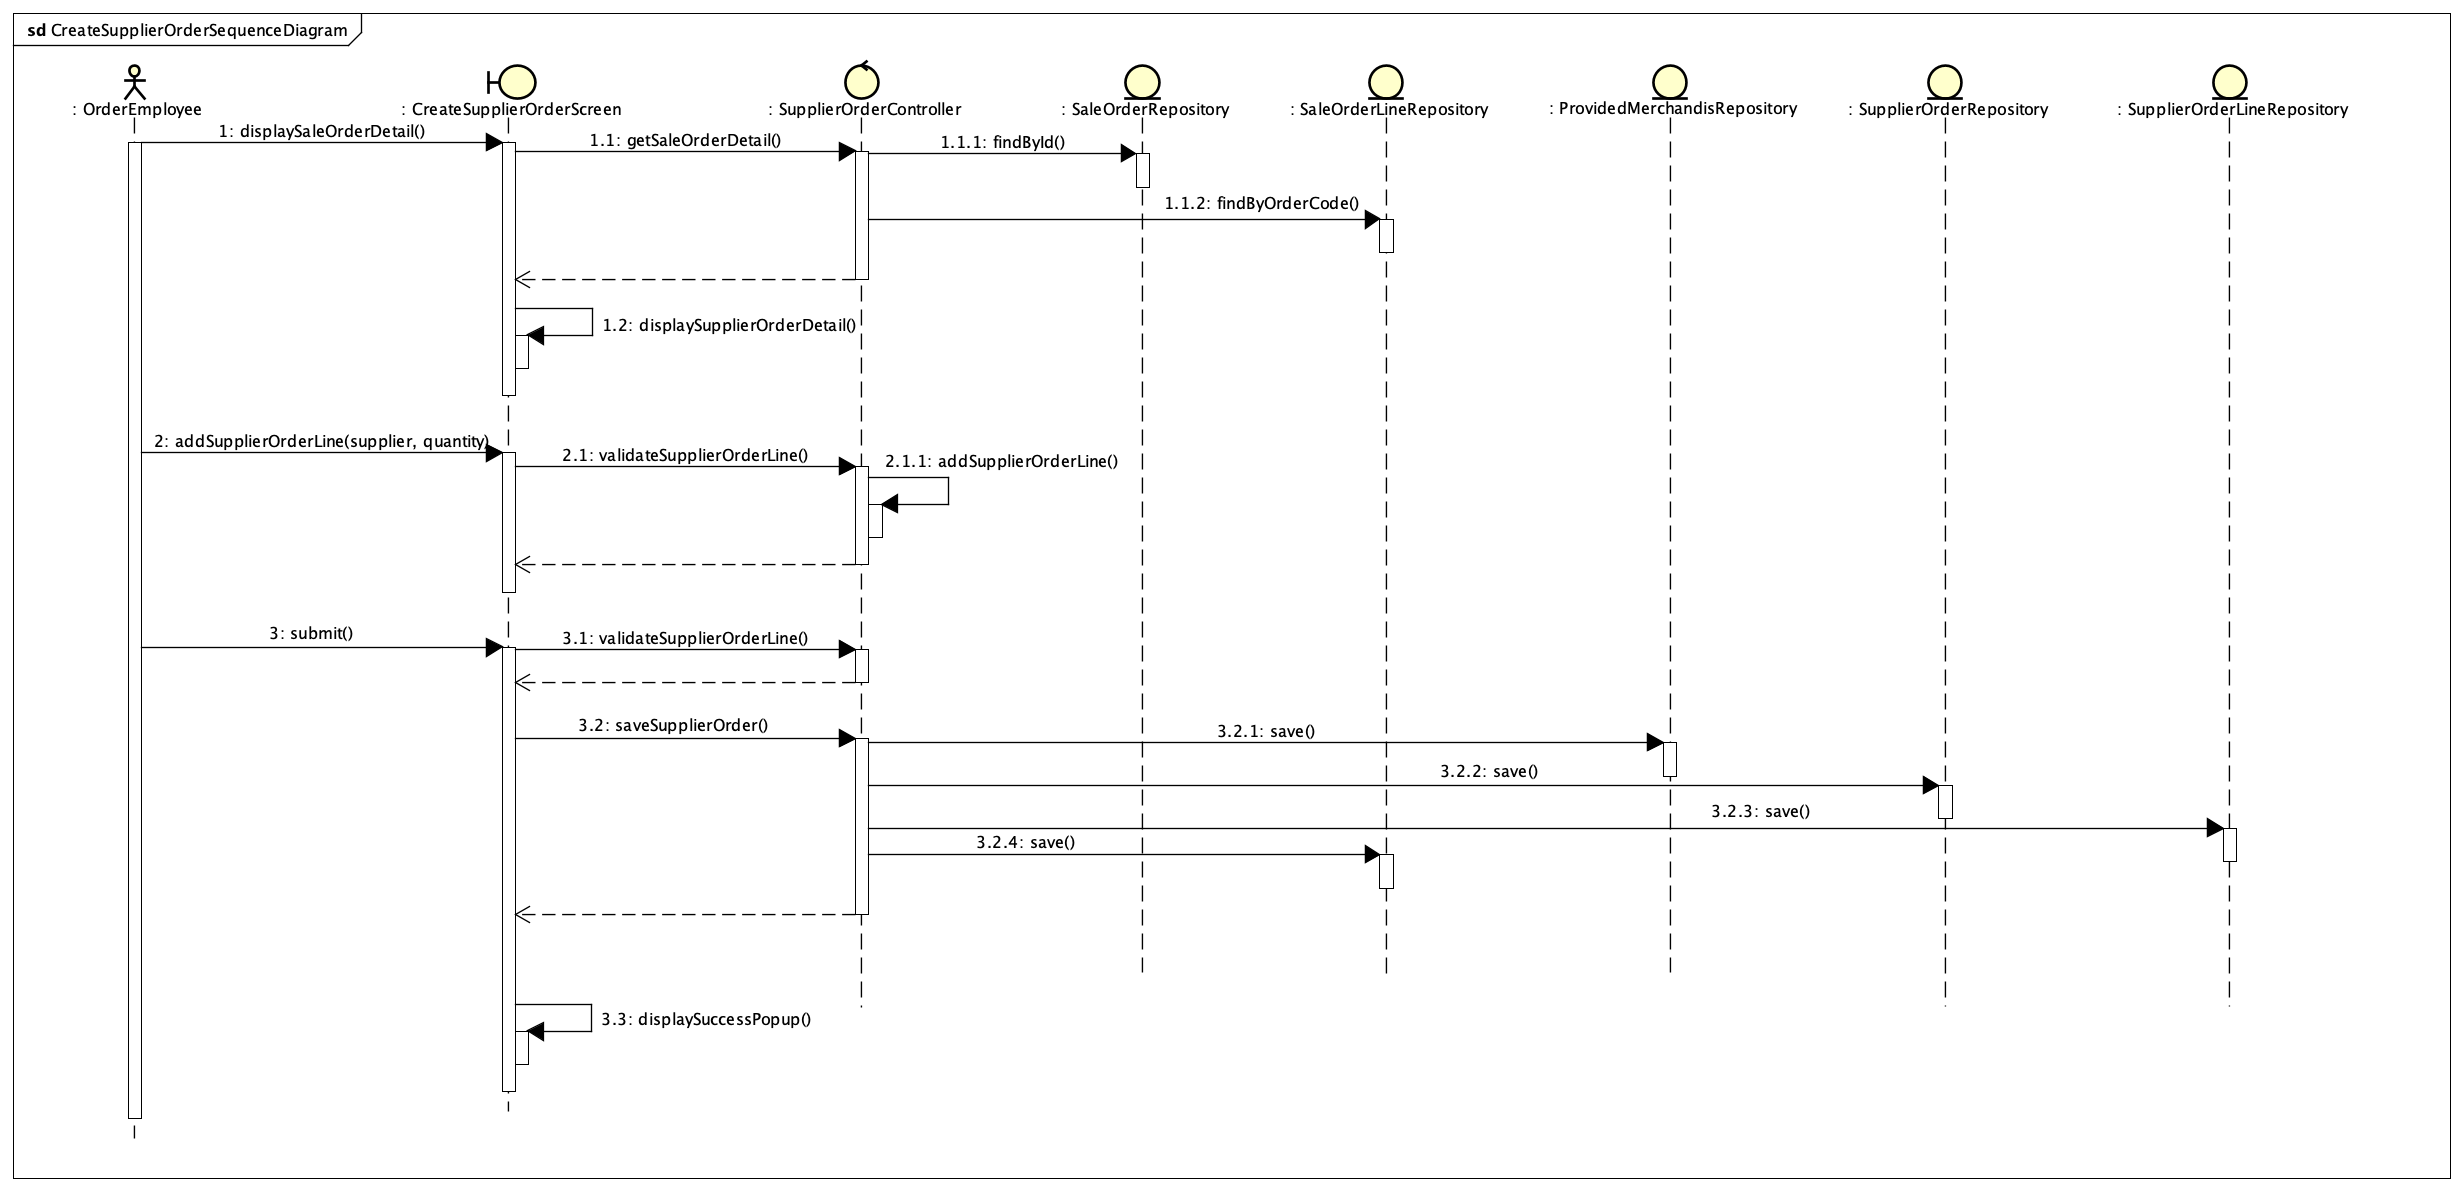 sd CreateSupplierOrderSequenceDiagram
: OrderEmployee
: CreateSupplierOrderScreen
: SupplierOrderController
: SaleOrderRepository
: SaleOrderLineRepository
: ProvidedMerchandisRepository
: SupplierOrderRepository
: SupplierOrderLineRepository
1: displaySaleOrderDetail()
1.1: getSaleOrderDetail()
1.1.1: findById()
1.1.2: findByOrderCode()
1.2: displaySupplierOrderDetail()
2: addSupplierOrderLine(supplier, quantity)
2.1: validateSupplierOrderLine()
2.1.1: addSupplierOrderLine()
3: submit()
3.1: validateSupplierOrderLine()
3.2: saveSupplierOrder()
3.2.1: save()
3.2.2: save()
3.2.3: save()
3.2.4: save()
3.3: displaySuccessPopup()